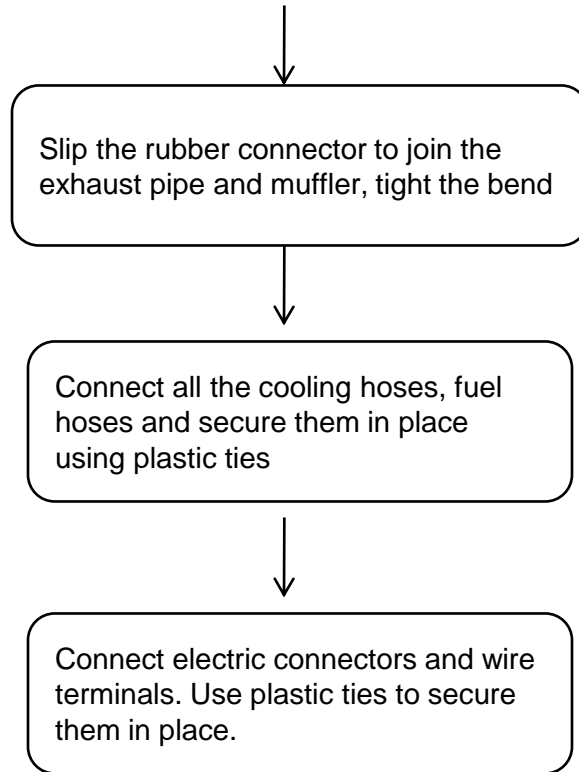 Slip the rubber connector to join the
exhaust pipe and muffler, tight the bend
Connect all the cooling hoses, fuel
hoses and secure them in place
using plastic ties
Connect electric connectors and wire
terminals. Use plastic ties to secure
them in place.